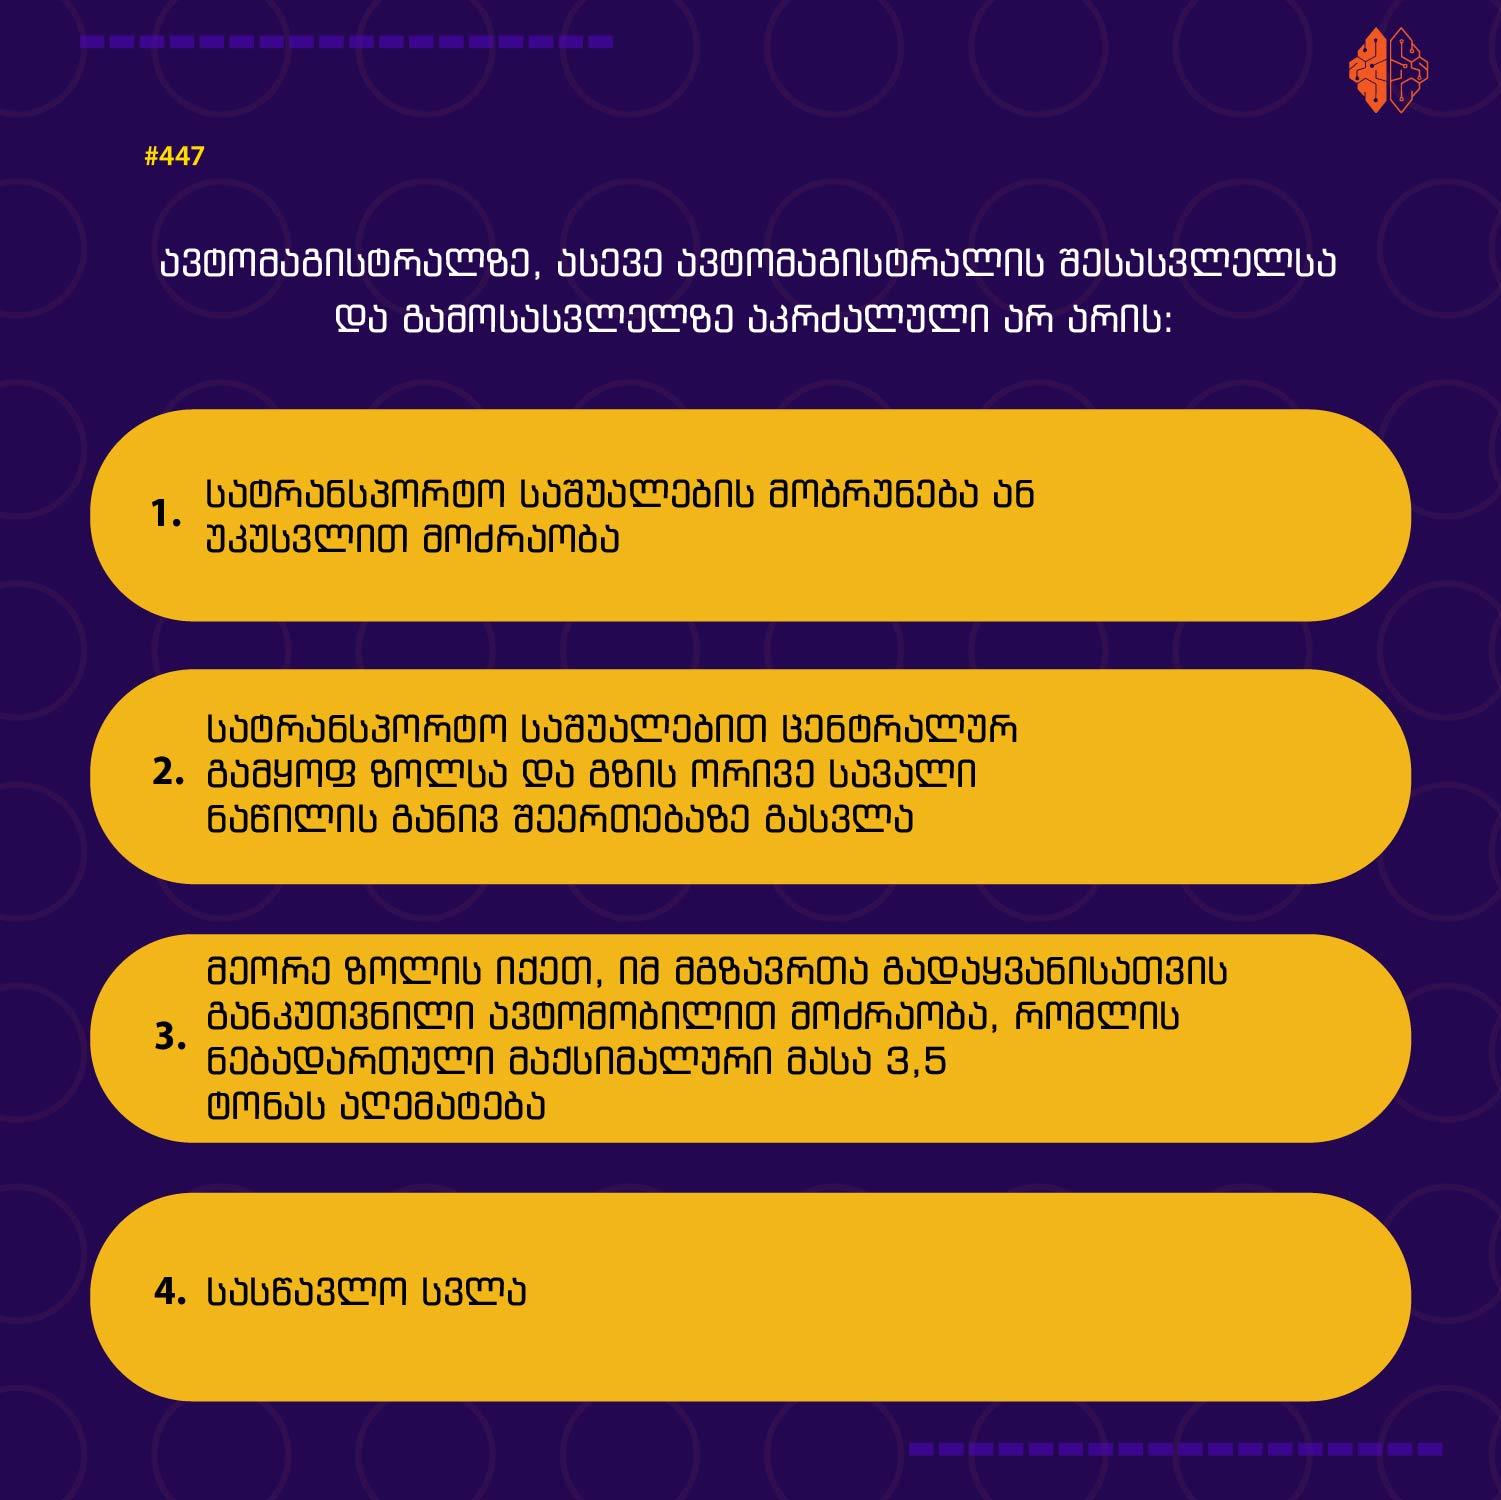 #447
ავტომაგისტრალზე, ასევე ავტომაგისტრალის შესასვლელსა
და გამოსასვლელზე აკრძალული არ არის:
1. სატრანსპორტო საშუალების მობრუნება ან
უკუსვლით მოძრაობა
2. სატრანსპორტო საშუალებით ცენტრალურ
გამყოფ ზოლსა და გზის ორივე სავალი
ნაწილის განივ შეერთებაზე გასვლა
3. მეორე ზოლის იქეთ, იმ მგზავრთა გადაყვანისათვის
განკუთვნილი ავტომობილით მოძრაობა, რომლის
ნებადართული მაქსიმალური მასა 3,5
ტონას აღემატება
4. სასწავლო სვლა